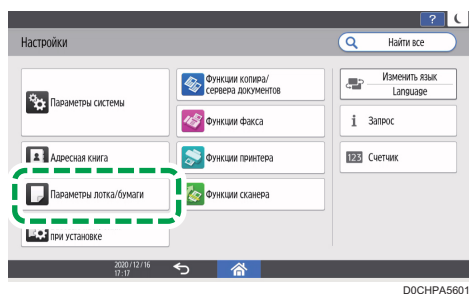 ?
Настройки
Найти все
Параметры системы
Функции копира/
сервера документов
Изменить язык
Language
Функции факса
i Запрос
Адресная книга
Функции принтера
123 Счетчик
Параметры лотка/бумаги
Функции сканера
при установке
2020/12/16
17:17
D0CHPA5601